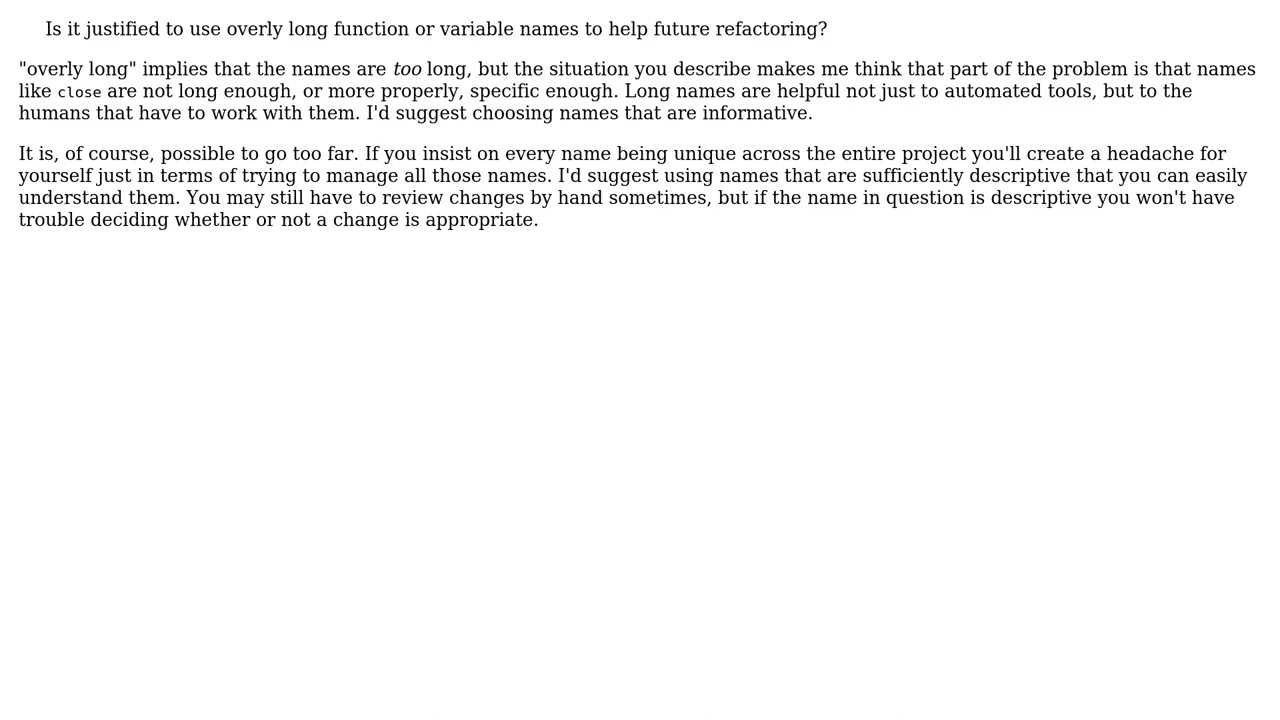 Is it justified to use overly long function or variable names to help future refactoring?
"overly long" implies that the names are too long, but the situation you describe makes me think that part of the problem is that names
like close are not long enough, or more properly, specific enough. Long names are helpful not just to automated tools, but to the
humans that have to work with them. I'd suggest choosing names that are informative.
It is, of course, possible to go too far. If you insist on every name being unique across the entire project you'll create a headache for
yourself just in terms of trying to manage all those names. I'd suggest using names that are sufficiently descriptive that you can easily
understand them. You may still have to review changes by hand sometimes, but if the name in question is descriptive you won't have
trouble deciding whether or not a change is appropriate.